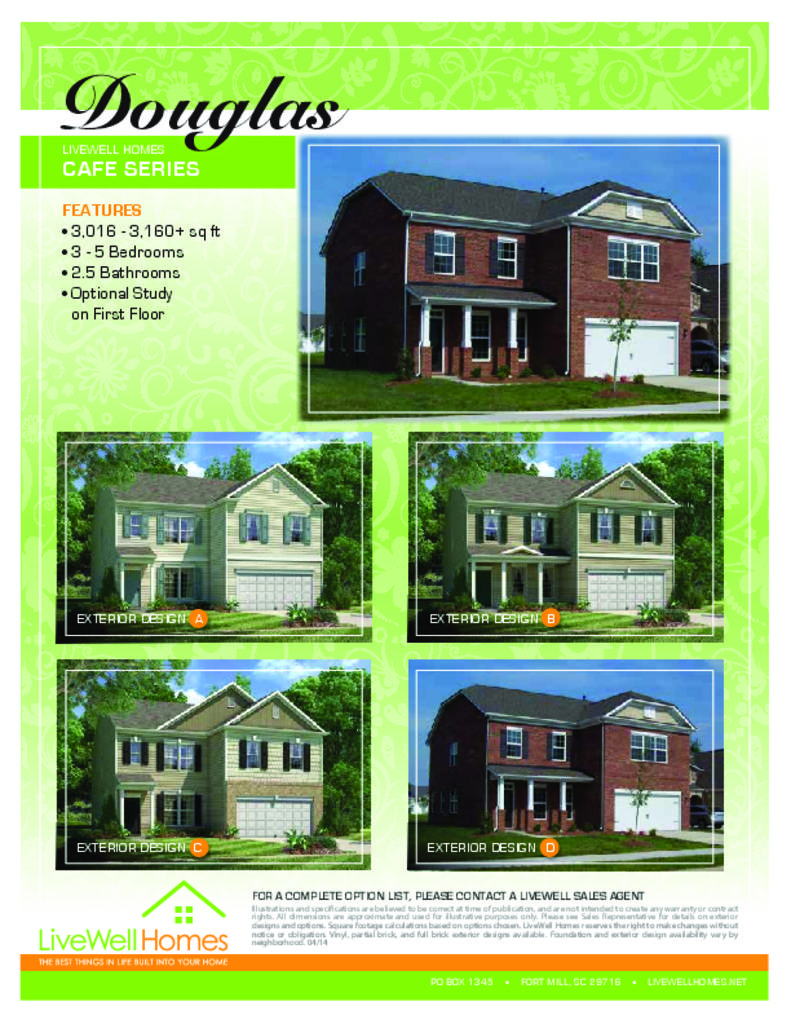 Douglas
LIVEWELL HOMES
CAFE SERIES
FEATURES
• 3,016 - 3,160+ sq ft
• 3 - 5 Bedrooms
• 2.5 Bathrooms
• Optional Study
on First Floor
EXTERIOR DESIGN A
EXTERIOR DESIGN B
EXTERIOR DESIGN C
EXTERIOR DESIGN D
FOR A COMPLETE OPTION LIST, PLEASE CONTACT A LIVEWELL SALES AGENT
Illustrations and specifications are believed to be correct at time of publication, and are not intended to create any warranty or contract
rights. All dimensions are approximate and used for illustrative purposes only. Please see Sales Representative for details on exterior
designs and options. Square footage calculations based on options chosen. LiveWell Homes reserves the right to make changes without
notice or obligation. Vinyl, partial brick, and full brick exterior designs available. Foundation and exterior design availability vary by
neighborhood. 04/14
LiveWell Homes
THE BEST THINGS IN LIFE BUILT INTO YOUR HOME
PO BOX 1345 • FORT MILL, SC 29716 • LIVEWELLHOMES.NET